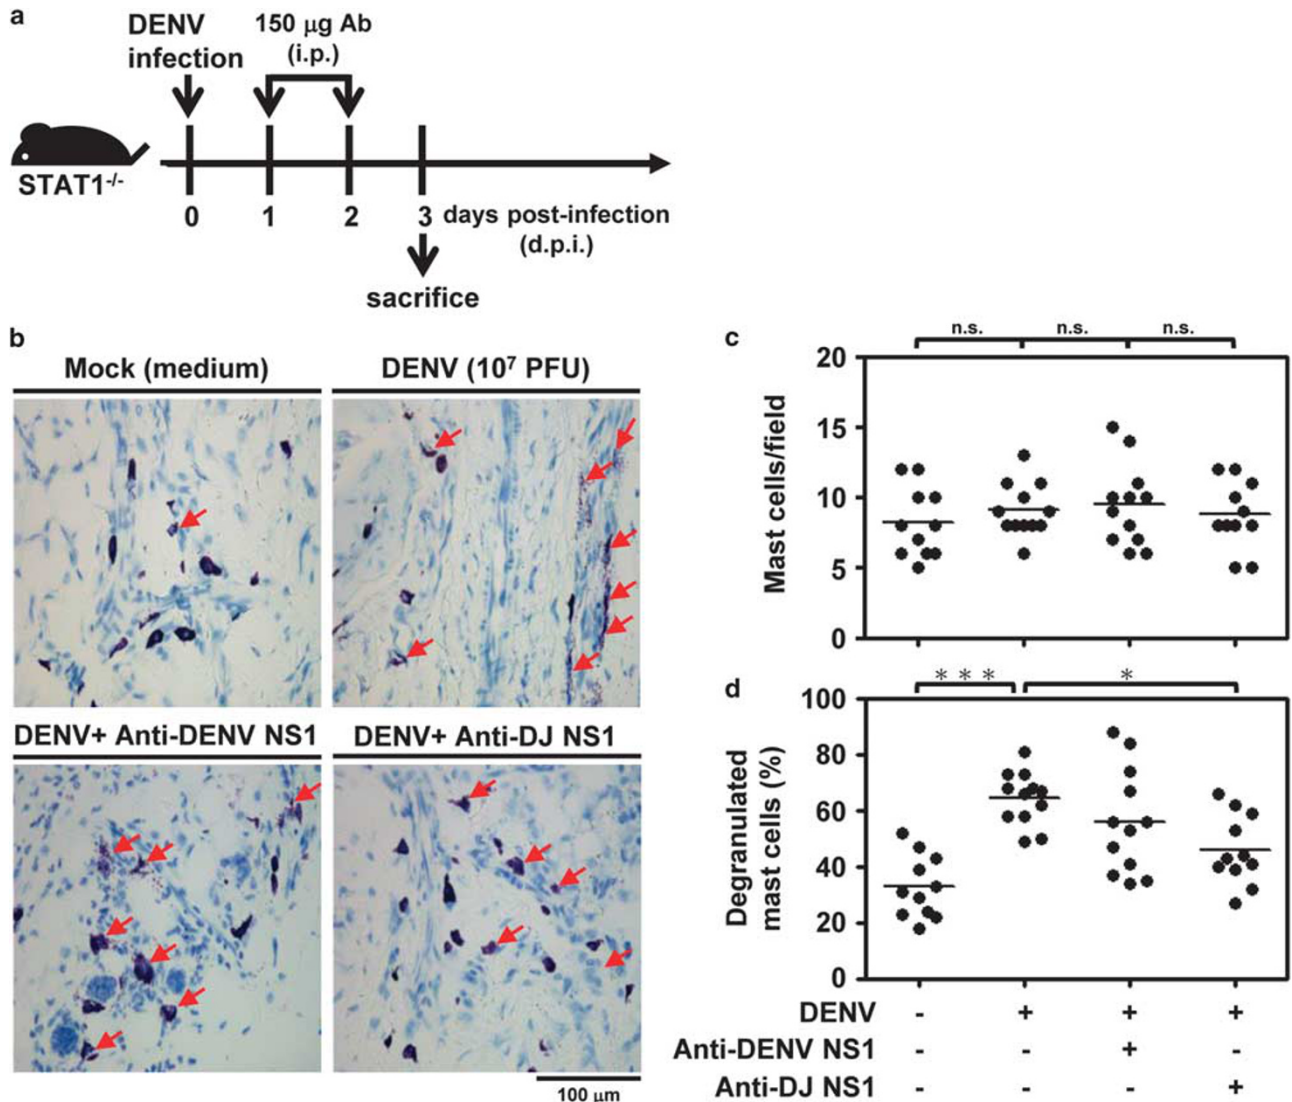 a
DENV
infection
150 µg Ab
(i.p.)
STAT1-/-
0 1 2 3 days post-infection
(d.p.i.)
sacrifice
b
Mock (medium)
DENV (10⁷ PFU)
DENV+ Anti-DENV NS1
DENV+ Anti-DJ NS1
100 µm
c
n.s. n.s. n.s.
Mast cells/field
20
15
10
5
0
d
* * * *
Degranulated
mast cells (%)
100
80
60
40
20
0
DENV - + + +
Anti-DENV NS1 - - + -
Anti-DJ NS1 - - - +